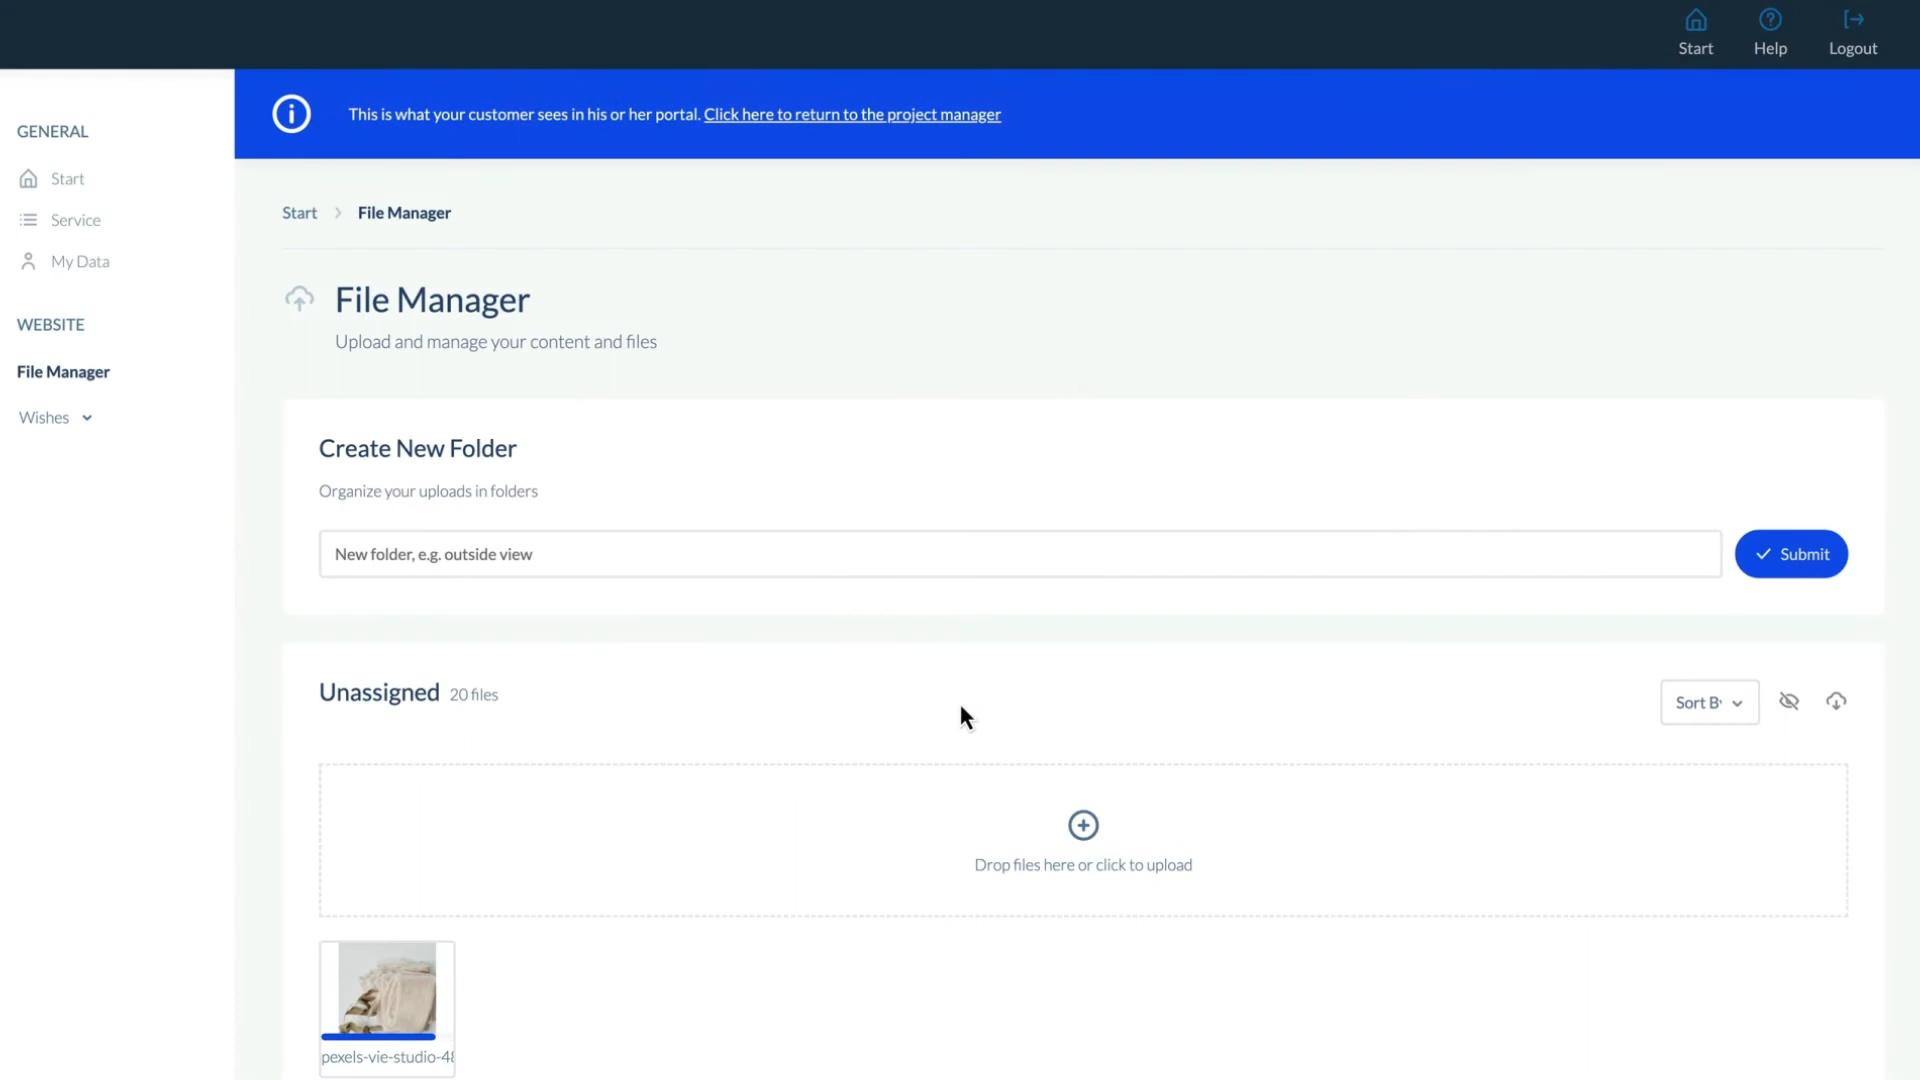 Start
Help
Logout
This is what your customer sees in his or her portal. Click here to return to the project manager
GENERAL
Start
Service
My Data
WEBSITE
File Manager
Wishes
Start
File Manager
File Manager
Upload and manage your content and files
Create New Folder
Organize your uploads in folders
New folder, e.g. outside view
Submit
Unassigned 20 files
Sort
Drop files here or click to upload
pexels-vie-studio-4